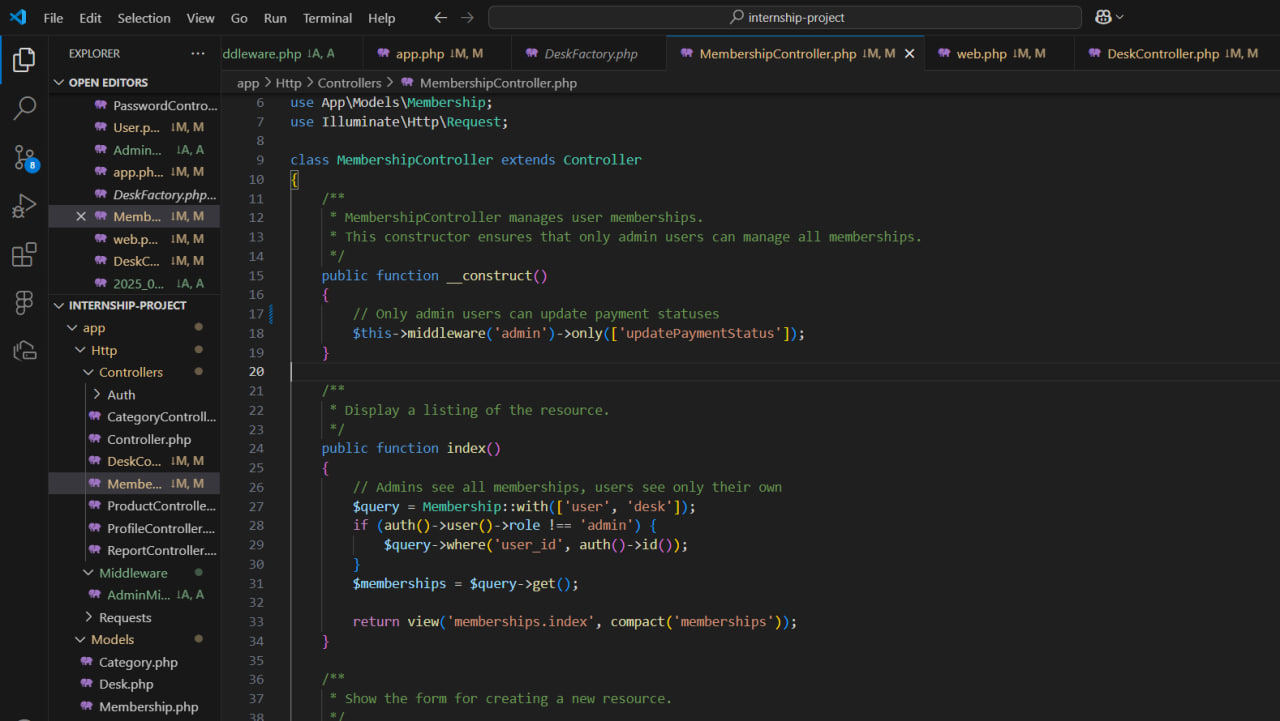 File Edit Selection View Go Run Terminal Help
internship-project
EXPLORER
ddleware.php ↓A, A
app.php ↓M, M
DeskFactory.php
MembershipController.php ↓M, M
web.php ↓M, M
DeskController.php ↓M, M
app > Http > Controllers > MembershipController.php
OPEN EDITORS
PasswordContro...
User.p... ↓M, M
Admin... ↓A, A
app.ph... ↓M, M
DeskFactory.php...
Memb... ↓M, M
web.p... ↓M, M
DeskC... ↓M, M
2025_0... ↓A, A
8
INTERNSHIP-PROJECT
app
Http
Controllers
Auth
CategoryControll...
Controller.php
DeskCo... ↓M, M
Membe... ↓M, M
ProductControlle...
ProfileController....
ReportController....
Middleware
AdminMi... ↓A, A
Requests
Models
Category.php
Desk.php
Membership.php
6 use App\Models\Membership;
7 use Illuminate\Http\Request;
8
9 class MembershipController extends Controller
10 {
11 /**
12 * MembershipController manages user memberships.
13 * This constructor ensures that only admin users can manage all memberships.
14 */
15 public function __construct()
16 {
17 // Only admin users can update payment statuses
18 $this->middleware('admin')->only(['updatePaymentStatus']);
19 }
20
21 /**
22 * Display a listing of the resource.
23 */
24 public function index()
25 {
26 // Admins see all memberships, users see only their own
27 $query = Membership::with(['user', 'desk']);
28 if (auth()->user()->role !== 'admin') {
29 $query->where('user_id', auth()->id());
30 }
31 $memberships = $query->get();
32
33 return view('memberships.index', compact('memberships'));
34 }
35
36 /**
37 * Show the form for creating a new resource.
38 */